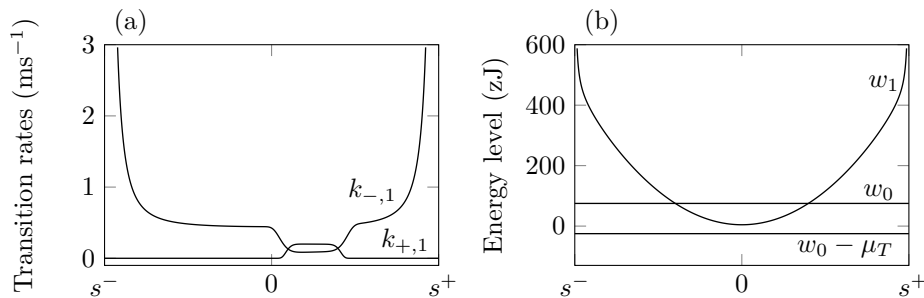 (a)
Transition rates (ms⁻¹)
3
2
1
0
k₋,₁
k₊,₁
s⁻
0
s⁺
(b)
Energy level (zJ)
600
400
200
0
w₁
w₀
w₀ − μ_T
s⁻
0
s⁺